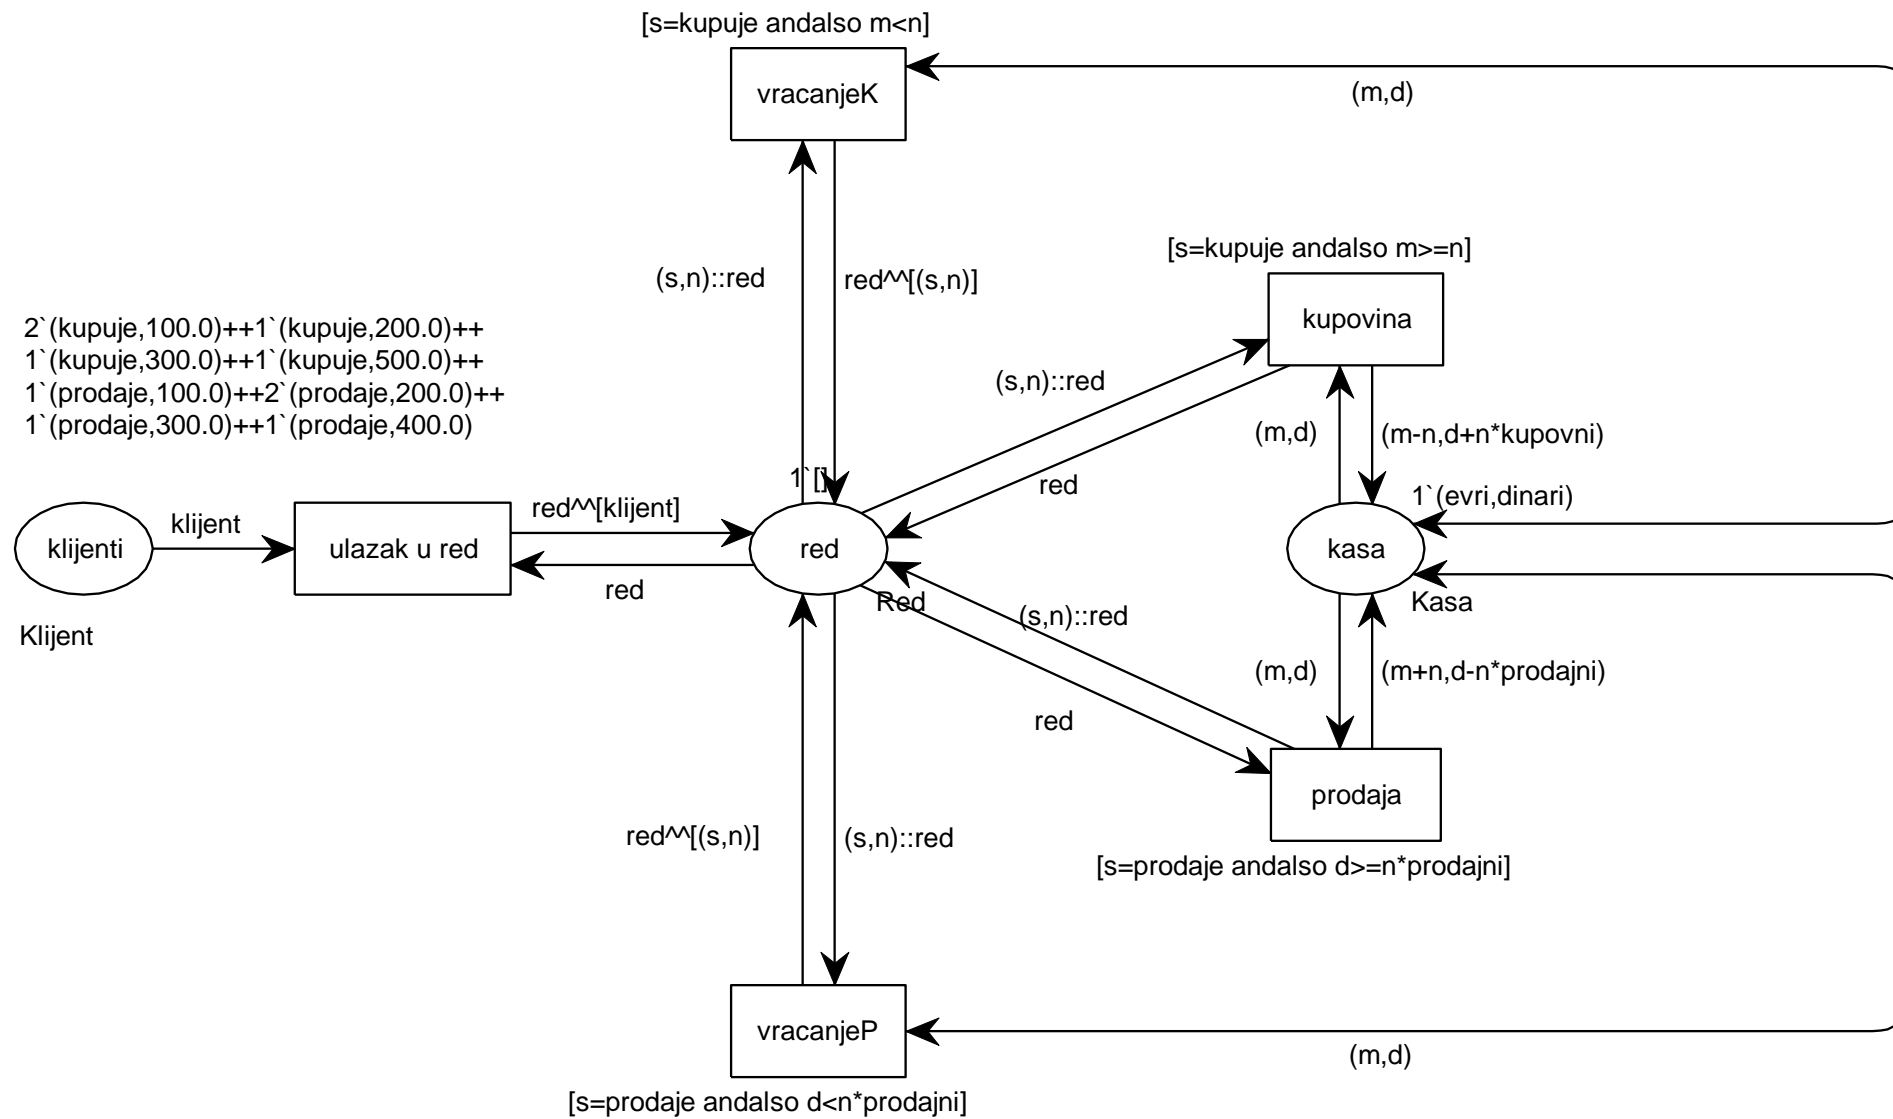 [s=kupuje andalso m<n]
vracanjeK
(m,d)
[s=kupuje andalso m>=n]
(s,n)::red
red^^[(s,n)]
kupovina
2`(kupuje,100.0)++1`(kupuje,200.0)++
1`(kupuje,300.0)++1`(kupuje,500.0)++
1`(prodaje,100.0)++2`(prodaje,200.0)++
1`(prodaje,300.0)++1`(prodaje,400.0)
(s,n)::red
(m,d)
(m-n,d+n*kupovni)
1`[]
red
1`(evri,dinari)
klijent
red^^[klijent]
klijenti
ulazak u red
red
kasa
red
Red
(s,n)::red
Kasa
Klijent
(m,d)
(m+n,d-n*prodajni)
red
prodaja
red^^[(s,n)]
(s,n)::red
[s=prodaje andalso d>=n*prodajni]
vracanjeP
(m,d)
[s=prodaje andalso d<n*prodajni]